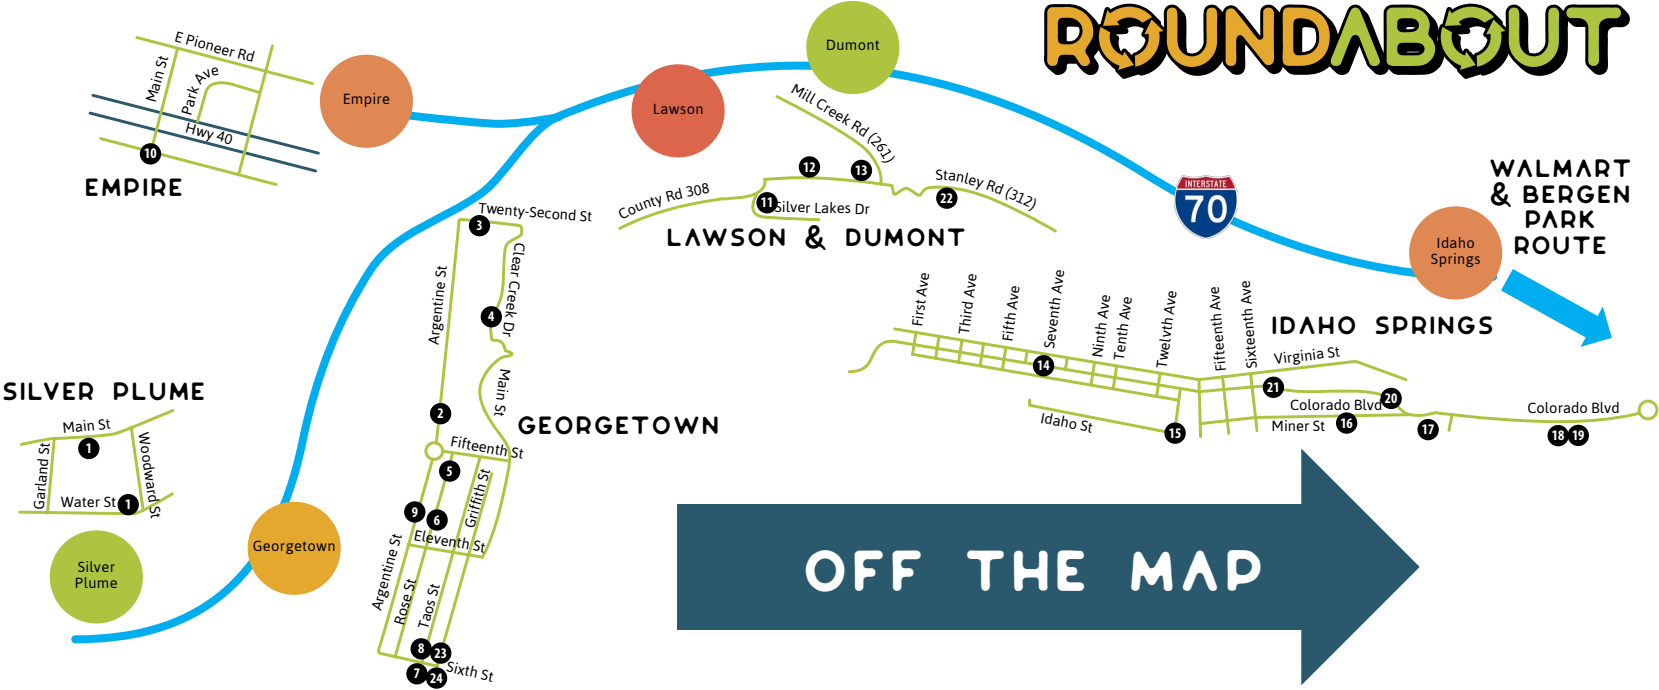 ROUNDABOUT
E Pioneer Rd
Main St
Park Ave
Hwy 40
10
EMPIRE
Empire
Lawson
Dumont
Mill Creek Rd (261)
12
13
County Rd 308
11
Silver Lakes Dr
Stanley Rd (312)
22
LAWSON & DUMONT
INTERSTATE
70
Idaho
Springs
WALMART
& BERGEN
PARK
ROUTE
Twenty-Second St
3
Clear Creek Dr
Argentine St
4
Main St
2
GEORGETOWN
Fifteenth St
5
Griffith St
9
6
Eleventh St
Argentine St
Rose St
Taos St
8
23
7
24
Sixth St
First Ave
Third Ave
Fifth Ave
Seventh Ave
Ninth Ave
Tenth Ave
Twelvth Ave
Fifteenth Ave
Sixteenth Ave
IDAHO SPRINGS
Virginia St
14
21
20
Colorado Blvd
Colorado Blvd
Idaho St
15
Miner St
16
17
18
19
SILVER PLUME
Main St
1
Garland St
Woodward St
Water St
1
Silver
Plume
Georgetown
OFF THE MAP